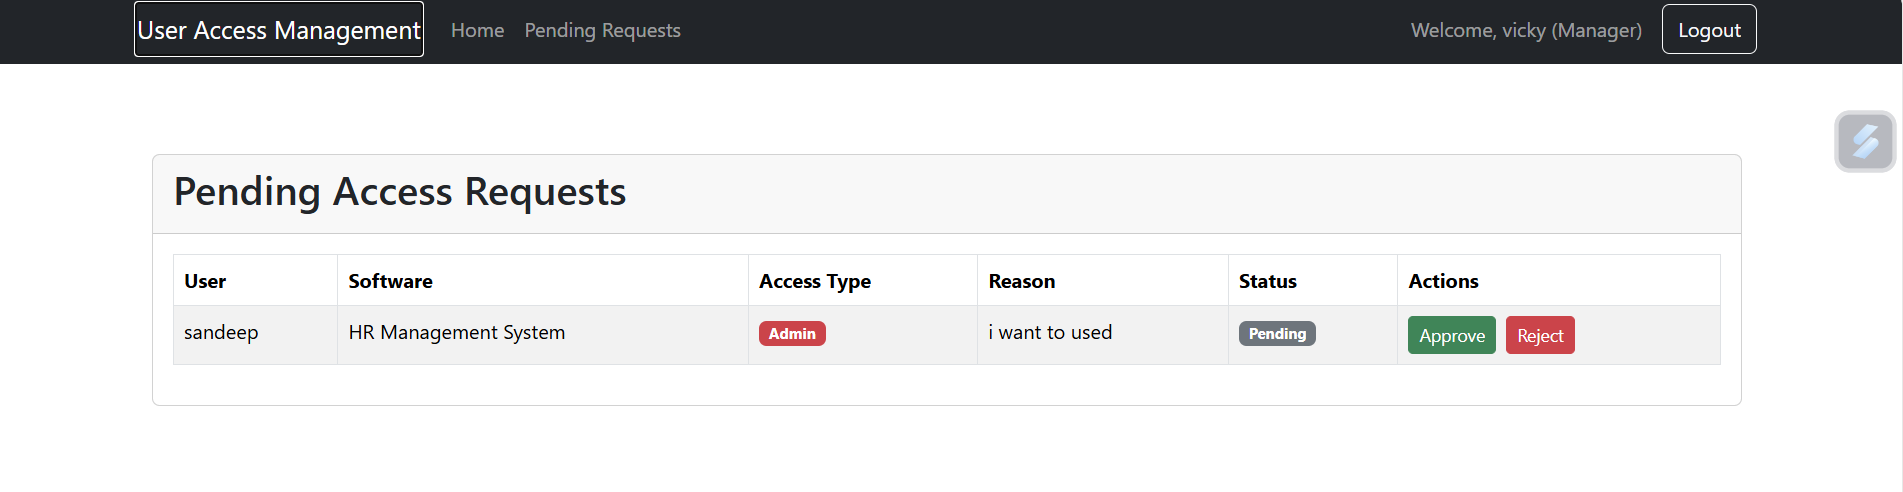 User Access Management Home Pending Requests Welcome, vicky (Manager) Logout
Pending Access Requests
User Software Access Type Reason Status Actions
sandeep HR Management System Admin i want to used Pending Approve Reject